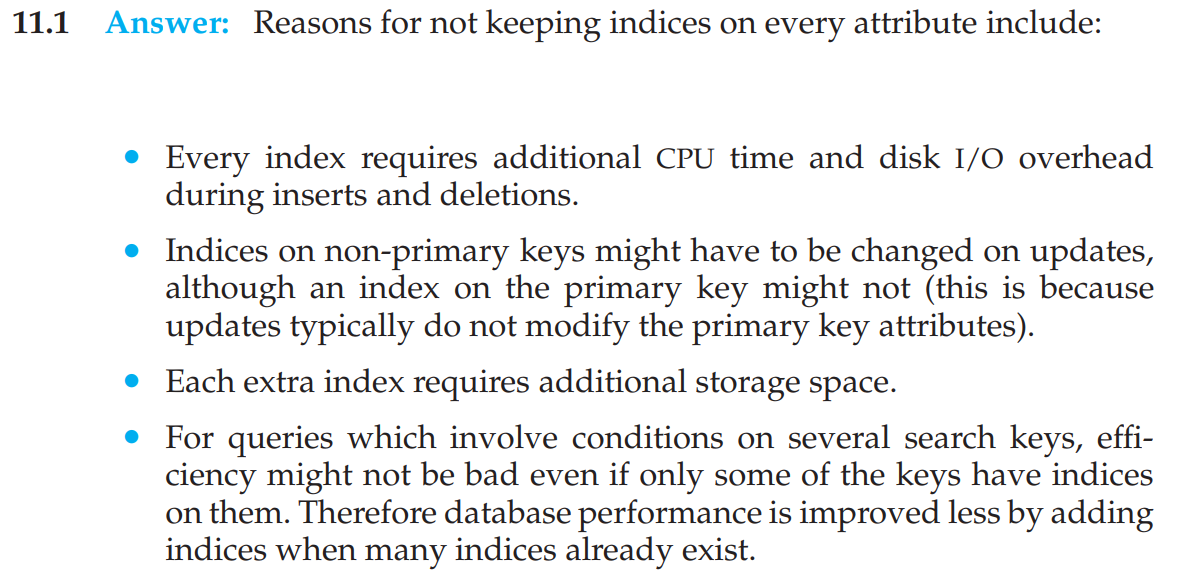 11.1 Answer: Reasons for not keeping indices on every attribute include:
• Every index requires additional CPU time and disk I/O overhead
during inserts and deletions.
• Indices on non-primary keys might have to be changed on updates,
although an index on the primary key might not (this is because
updates typically do not modify the primary key attributes).
• Each extra index requires additional storage space.
• For queries which involve conditions on several search keys, effi-
ciency might not be bad even if only some of the keys have indices
on them. Therefore database performance is improved less by adding
indices when many indices already exist.